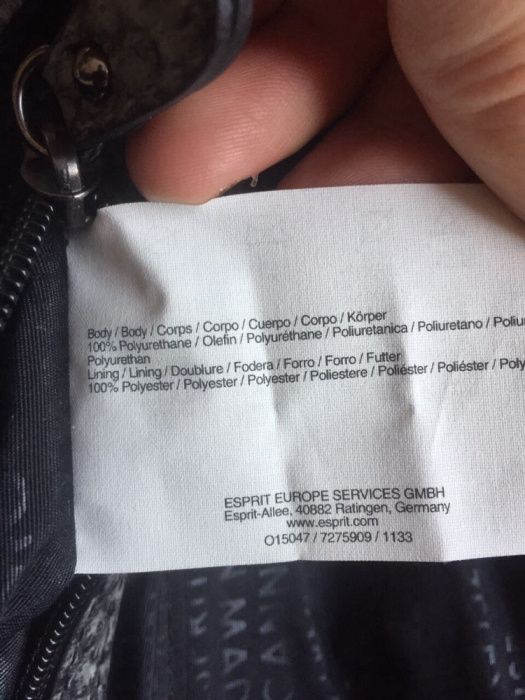 Body / Body / Corps / Corpo / Cuerpo / Corpo / Körper
100% Polyurethane / Olefin / Polyuréthane / Poliuretanica / Poliuretano / Poliu
Polyurethan
Lining / Lining / Doublure / Fodera / Forro / Forro / Futter
100% Polyester / Polyester / Polyester / Poliestere / Poliéster / Poliéster / Poly
ESPRIT EUROPE SERVICES GMBH
Esprit-Allee, 40882 Ratingen, Germany
www.esprit.com
O15047 / 7275909 / 1133